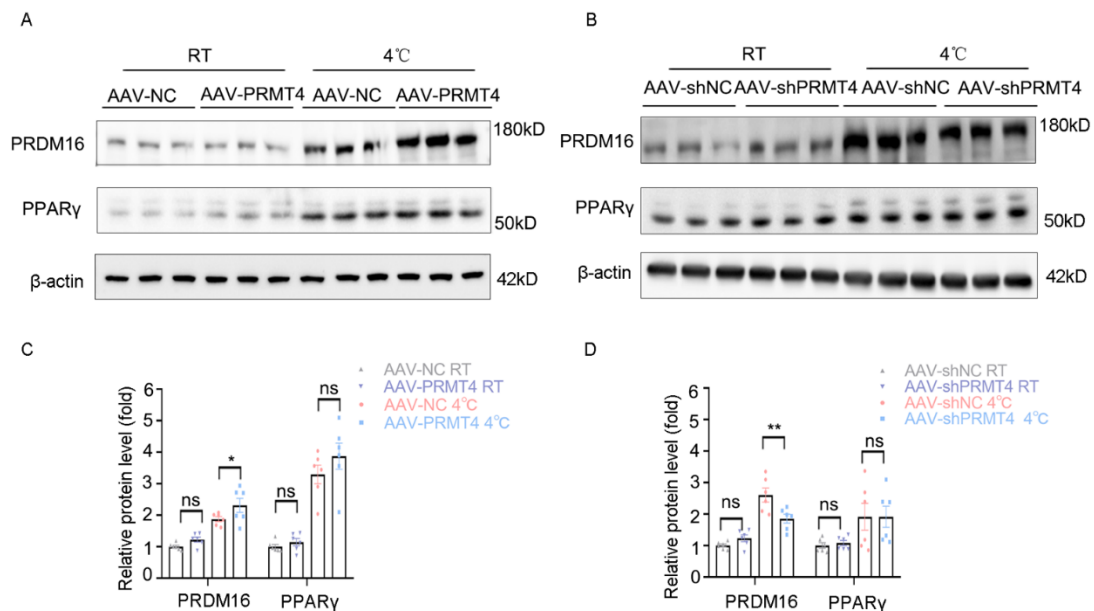 A
RT 4℃
AAV-NC AAV-PRMT4 AAV-NC AAV-PRMT4
PRDM16 180kD
PPARγ 50kD
β-actin 42kD
B
RT 4℃
AAV-shNC AAV-shPRMT4 AAV-shNC AAV-shPRMT4
PRDM16 180kD
PPARγ 50kD
β-actin 42kD
C
AAV-NC RT
AAV-PRMT4 RT
AAV-NC 4℃
AAV-PRMT4 4℃
Relative protein level (fold)
6
5
4
3
2
1
0
ns * ns ns
PRDM16 PPARγ
D
AAV-shNC RT
AAV-shPRMT4 RT
AAV-shNC 4℃
AAV-shPRMT4 4℃
Relative protein level (fold)
6
5
4
3
2
1
0
ns ** ns ns
PRDM16 PPARγ